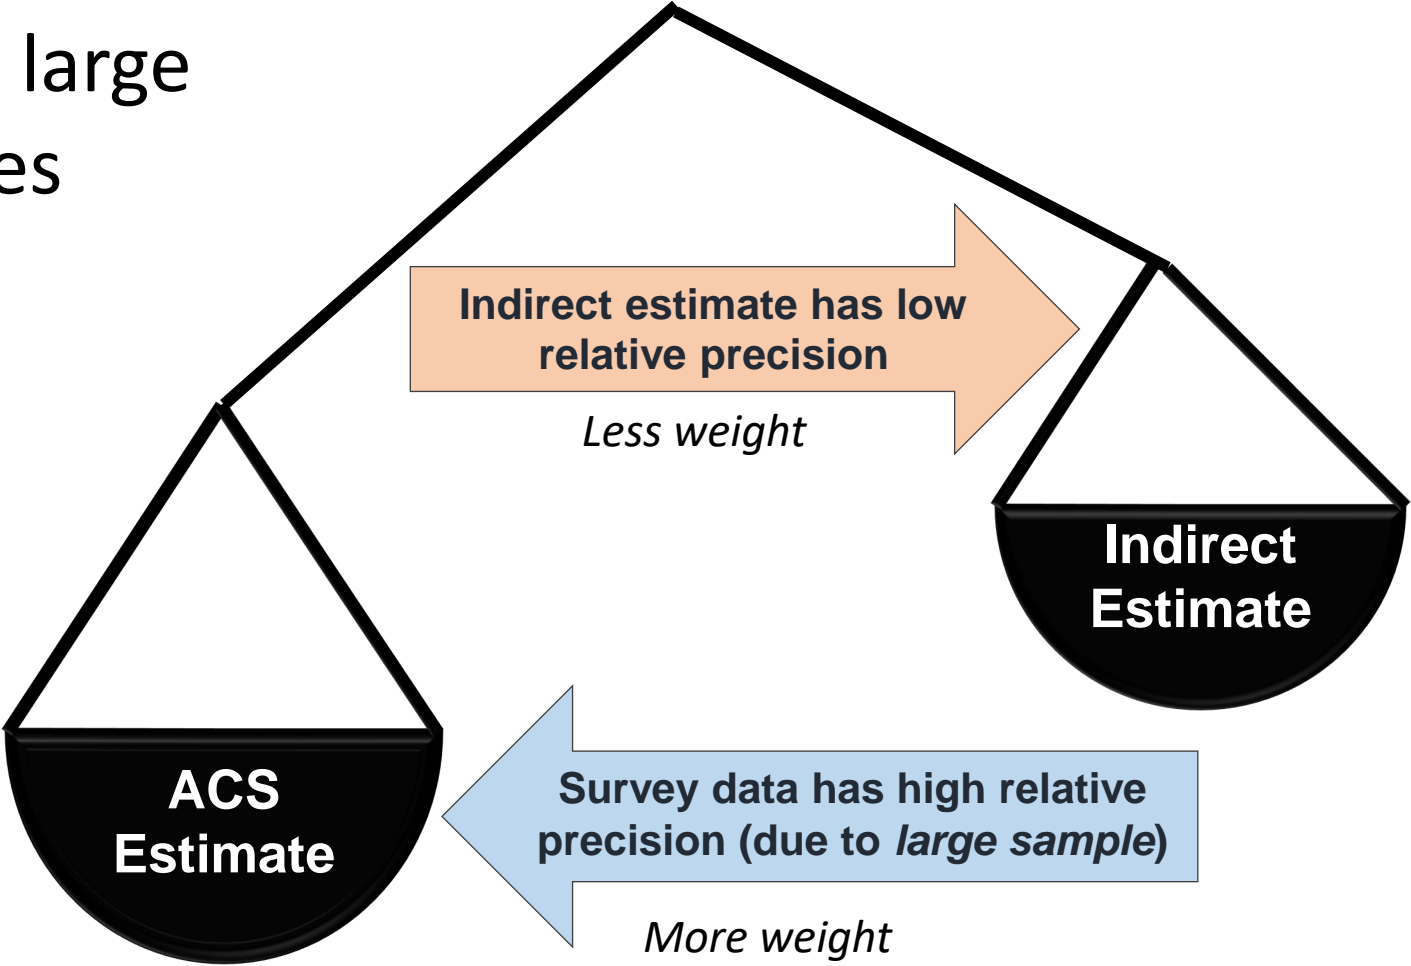 large
es
Indirect estimate has low
relative precision
Less weight
Indirect
Estimate
ACS
Estimate
Survey data has high relative
precision (due to large sample)
More weight